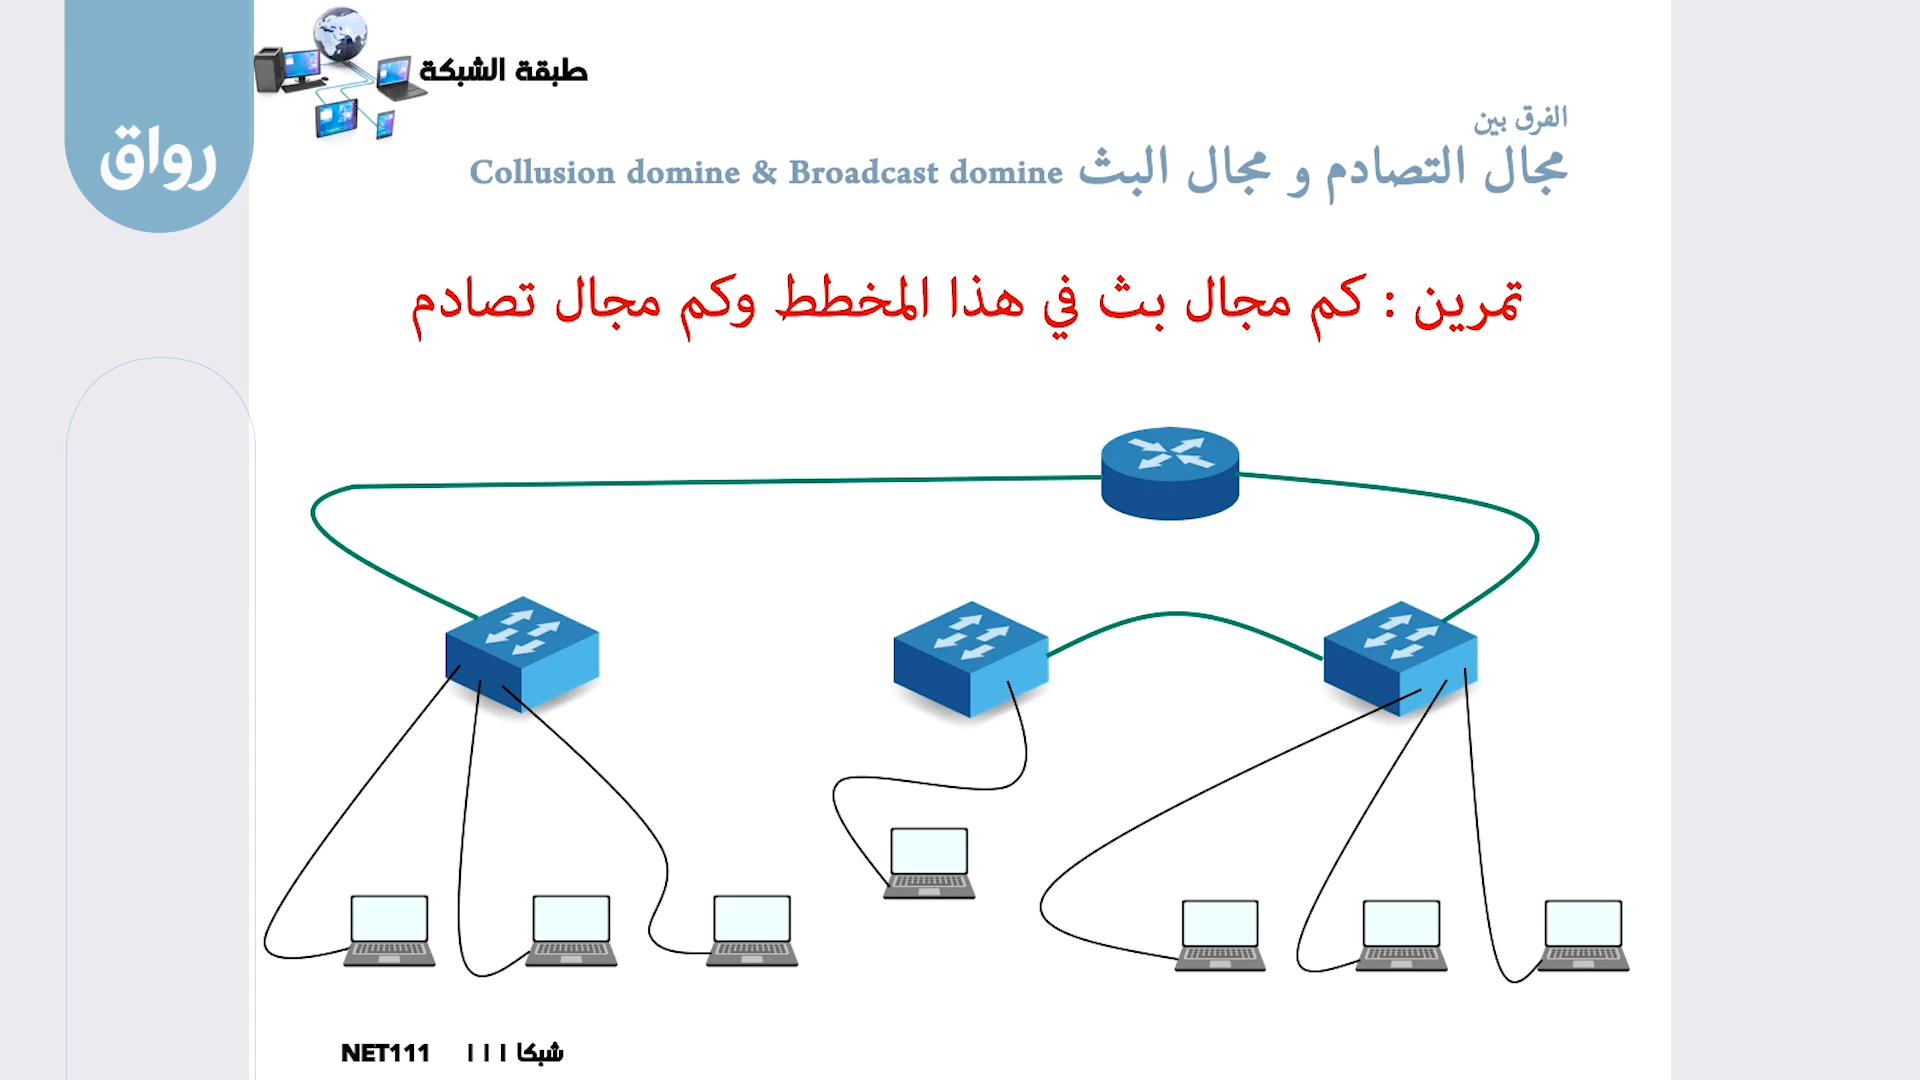 رواق
طبقة الشبكة
الفرق بين
مجال التصادم و مجال البث Collusion domine & Broadcast domine
تمرين : كم مجال بث في هذا المخطط وكم مجال تصادم
شبكا ١١١ NET111